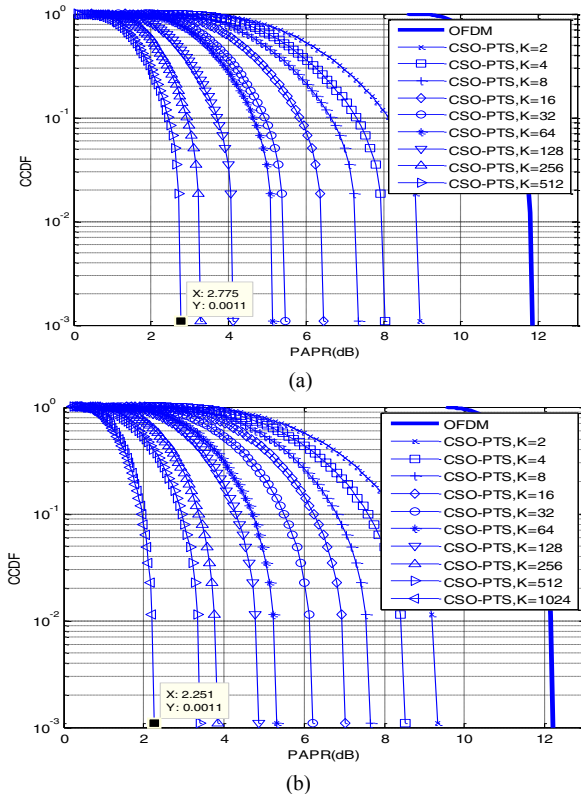 10^0
10^-1
10^-2
10^-3
CCDF
0 2 4 6 8 10 12
PAPR(dB)
OFDM
CSO-PTS,K=2
CSO-PTS,K=4
CSO-PTS,K=8
CSO-PTS,K=16
CSO-PTS,K=32
CSO-PTS,K=64
CSO-PTS,K=128
CSO-PTS,K=256
CSO-PTS,K=512
X: 2.775
Y: 0.0011
(a)
10^0
10^-1
10^-2
10^-3
CCDF
0 2 4 6 8 10 12
PAPR(dB)
OFDM
CSO-PTS,K=2
CSO-PTS,K=4
CSO-PTS,K=8
CSO-PTS,K=16
CSO-PTS,K=32
CSO-PTS,K=64
CSO-PTS,K=128
CSO-PTS,K=256
CSO-PTS,K=512
CSO-PTS,K=1024
X: 2.251
Y: 0.0011
(b)